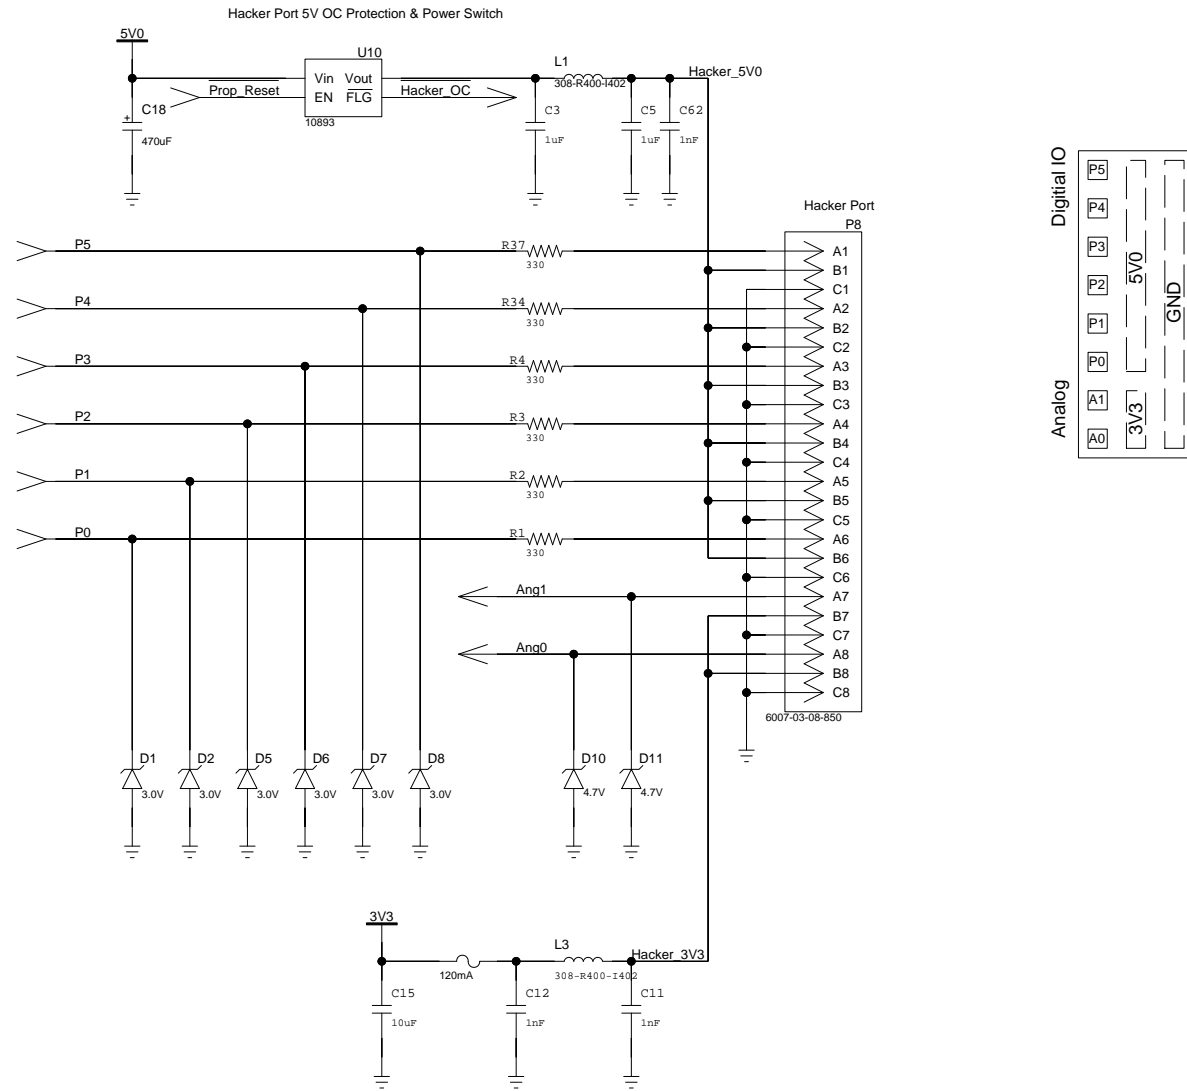 Hacker Port 5V OC Protection & Power Switch
5V0
U10
L1
Vin Vout
308-R400-I402
Hacker_5V0
Prop_Reset
EN FLG
Hacker_OC
C18
+
470uF
10893
C3
1uF
C5
1uF
C62
1nF
Hacker Port
P8
P5
R37
330
A1
B1
C1
P4
R34
330
A2
B2
C2
P3
R4
330
A3
B3
C3
P2
R3
330
A4
B4
C4
P1
R2
330
A5
B5
C5
P0
R1
330
A6
B6
C6
Ang1
A7
B7
C7
Ang0
A8
B8
C8
6007-03-08-850
D1
3.0V
D2
3.0V
D5
3.0V
D6
3.0V
D7
3.0V
D8
3.0V
D10
4.7V
D11
4.7V
3V3
120mA
L3
308-R400-I402
Hacker_3V3
C15
10uF
C12
1nF
C11
1nF
Digitial IO
Analog
P5
P4
P3
P2
P1
P0
A1
A0
5V0
3V3
GND